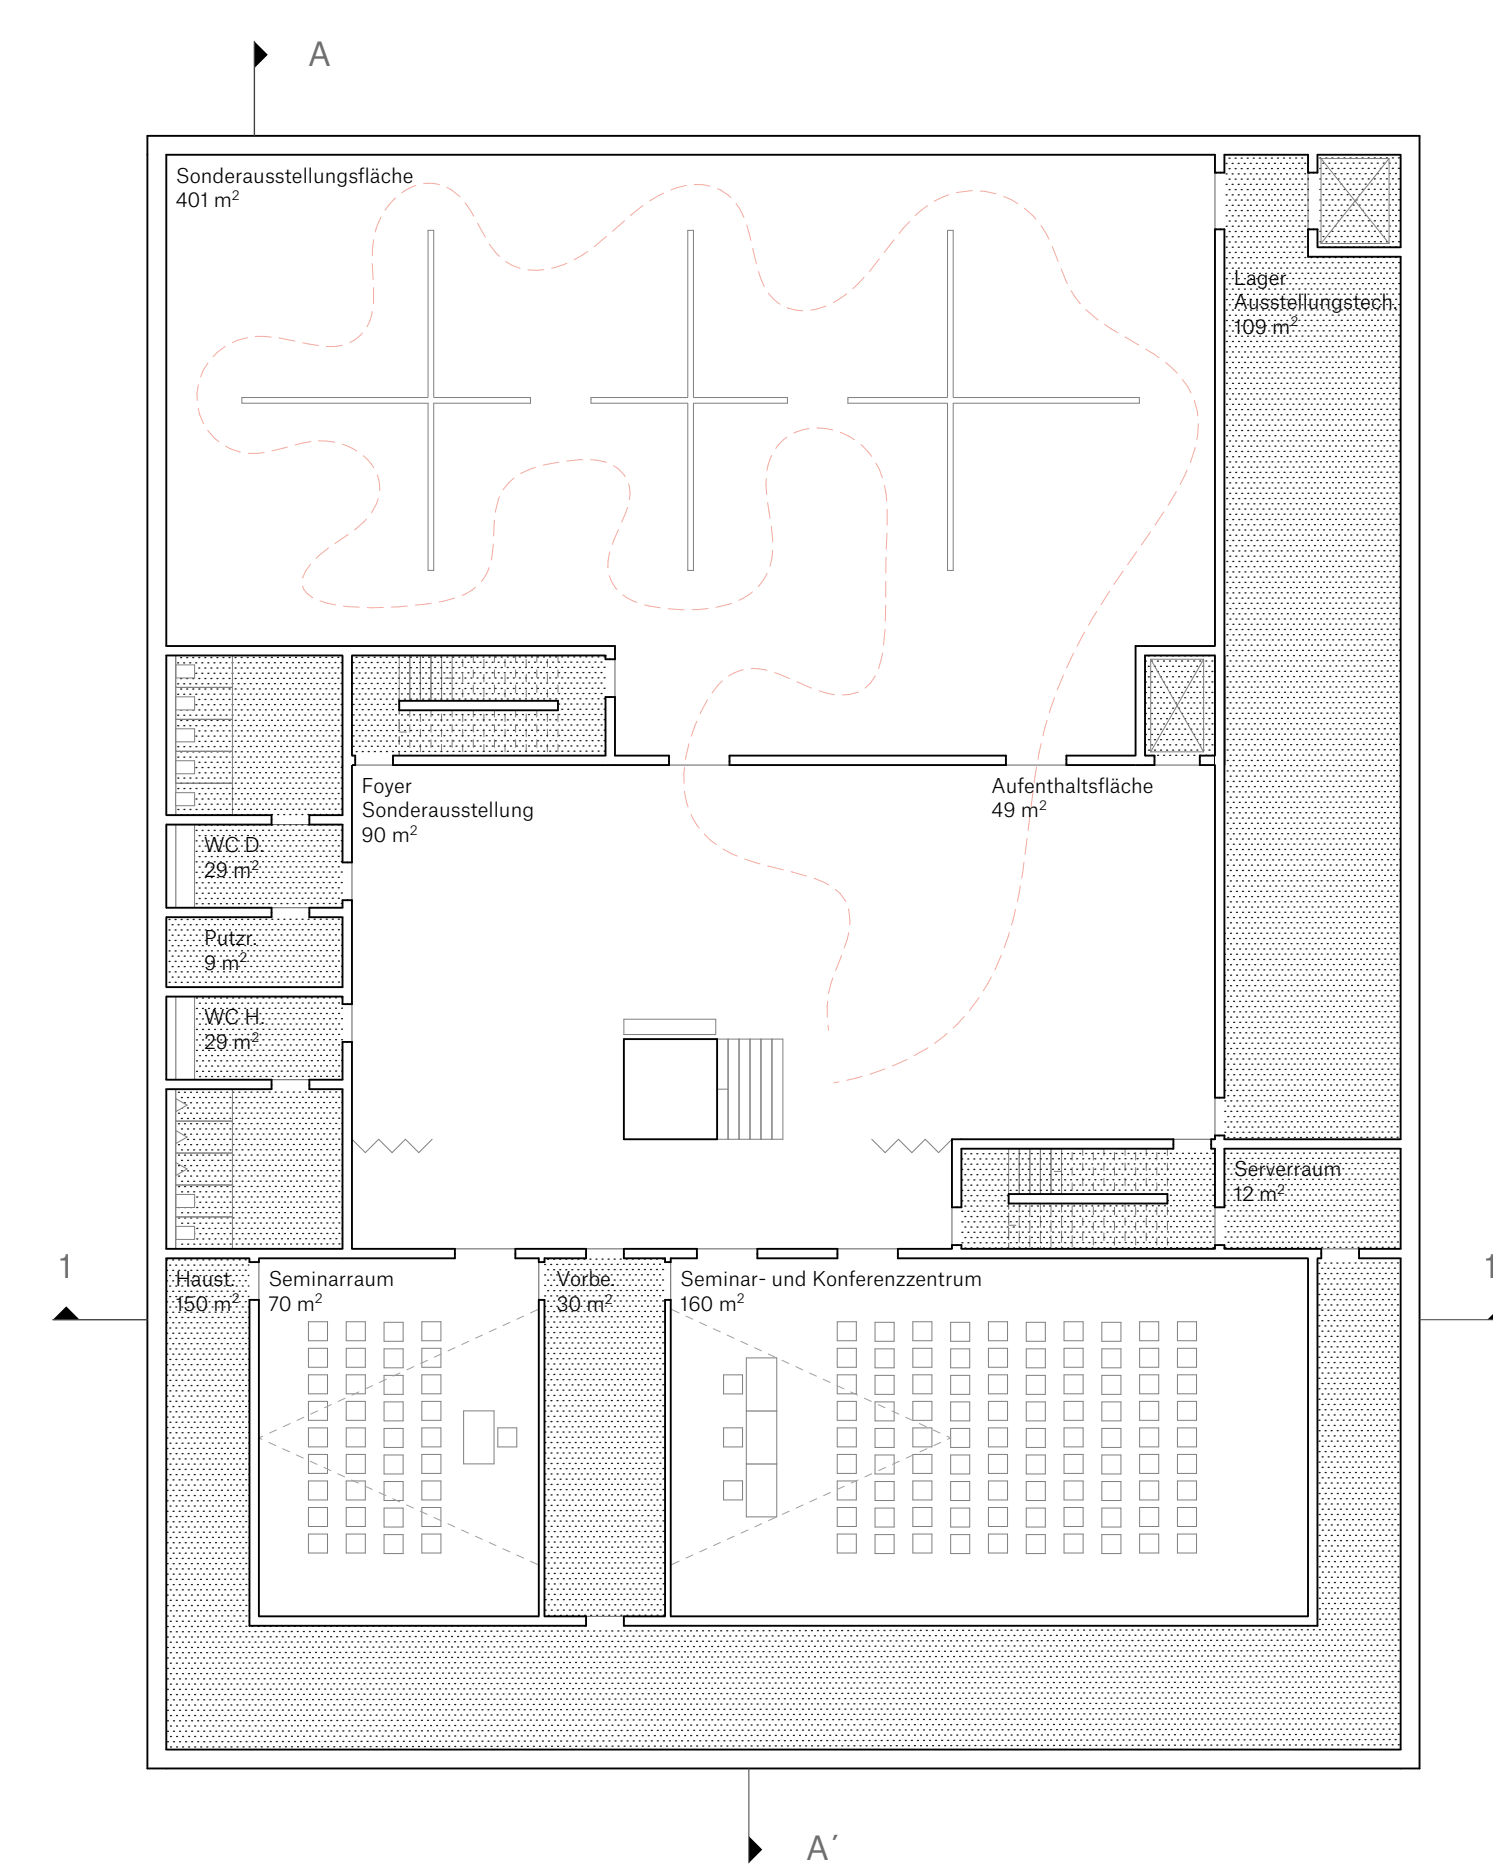 A
Sonderausstellungsfläche
401 m²
Lager
Ausstellungstech.
109 m²
Foyer
Sonderausstellung
90 m²
Aufenthaltsfläche
49 m²
WC D.
29 m²
Putzr.
9 m²
WC H.
29 m²
Serverraum
12 m²
1
1
Haust.
150 m²
Seminarraum
70 m²
Vorbe.
30 m²
Seminar- und Konferenzzentrum
160 m²
A´